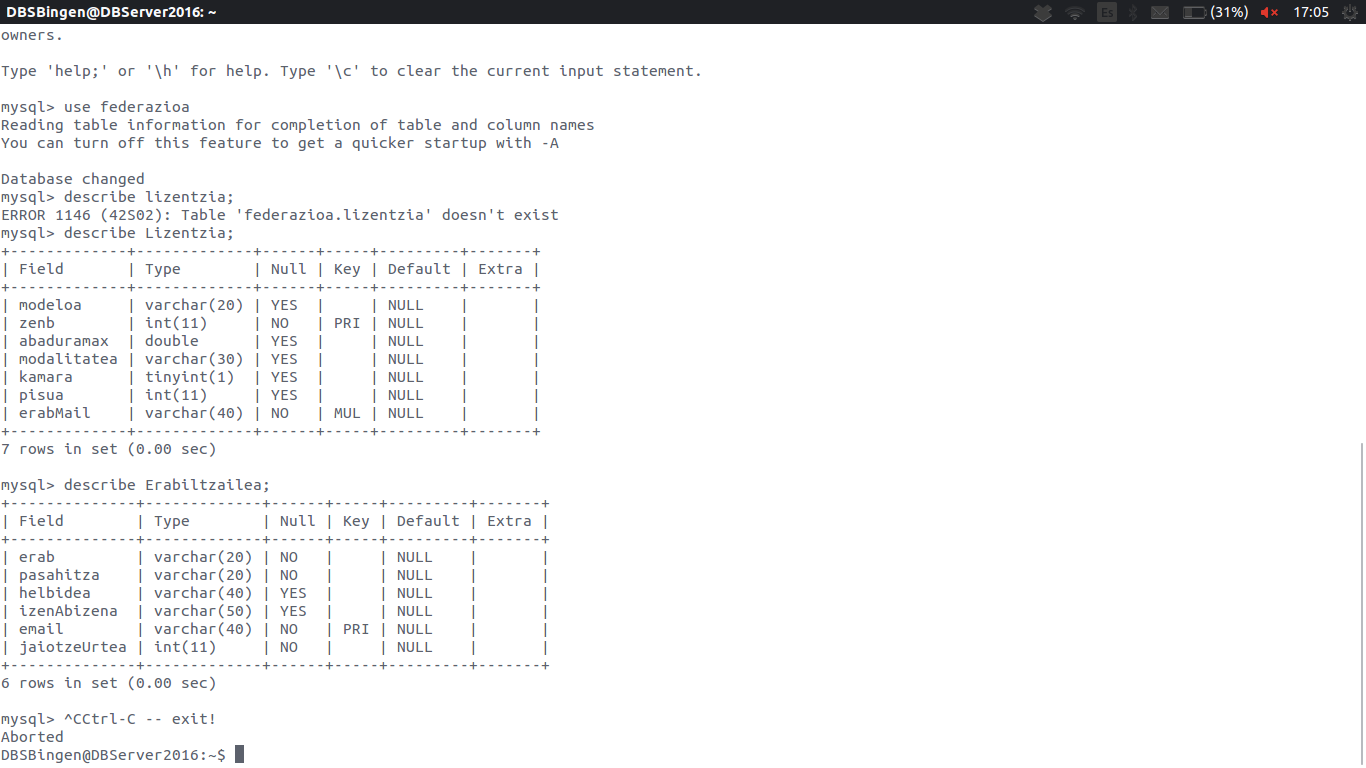 DBSBingen@DBServer2016: ~ Es (31%) 17:05
owners.
Type 'help;' or '\h' for help. Type '\c' to clear the current input statement.
mysql> use federazioa
Reading table information for completion of table and column names
You can turn off this feature to get a quicker startup with -A
Database changed
mysql> describe lizentzia;
ERROR 1146 (42S02): Table 'federazioa.lizentzia' doesn't exist
mysql> describe Lizentzia;
+-------------+-------------+------+-----+---------+-------+
| Field       | Type        | Null | Key | Default | Extra |
+-------------+-------------+------+-----+---------+-------+
| modeloa     | varchar(20) | YES  |     | NULL    |       |
| zenb        | int(11)     | NO   | PRI | NULL    |       |
| abaduramax  | double      | YES  |     | NULL    |       |
| modalitatea | varchar(30) | YES  |     | NULL    |       |
| kamara      | tinyint(1)  | YES  |     | NULL    |       |
| pisua       | int(11)     | YES  |     | NULL    |       |
| erabMail    | varchar(40) | NO   | MUL | NULL    |       |
+-------------+-------------+------+-----+---------+-------+
7 rows in set (0.00 sec)
mysql> describe Erabiltzailea;
+--------------+-------------+------+-----+---------+-------+
| Field        | Type        | Null | Key | Default | Extra |
+--------------+-------------+------+-----+---------+-------+
| erab         | varchar(20) | NO   |     | NULL    |       |
| pasahitza    | varchar(20) | NO   |     | NULL    |       |
| helbidea     | varchar(40) | YES  |     | NULL    |       |
| izenAbizena  | varchar(50) | YES  |     | NULL    |       |
| email        | varchar(40) | NO   | PRI | NULL    |       |
| jaiotzeUrtea | int(11)     | NO   |     | NULL    |       |
+--------------+-------------+------+-----+---------+-------+
6 rows in set (0.00 sec)
mysql> ^CCtrl-C -- exit!
Aborted
DBSBingen@DBServer2016:~$